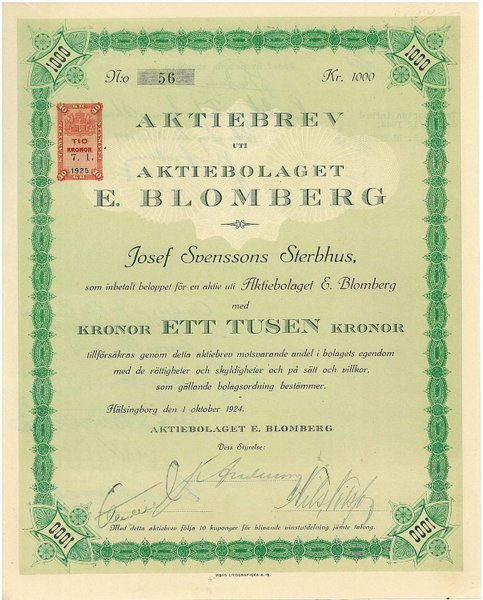 1000
1000
N:o 56 Kr. 1000
TIO
KRONOR
7. 1.
1925
AKTIEBREV
UTI
AKTIEBOLAGET
E. BLOMBERG
Josef Svenssons Sterbhus,
som inbetalt beloppet för en aktie uti Aktiebolaget E. Blomberg
med
KRONOR ETT TUSEN KRONOR
tillförsäkras genom detta aktiebrev motsvarande andel i bolagets egendom
med de rättigheter och skyldigheter och på sätt och villkor,
som gällande bolagsordning bestämmer.
Hälsingborg den 1 oktober 1924.
AKTIEBOLAGET E. BLOMBERG
Dess Styrelse:
Med detta aktiebrev följa 10 kuponger för blivande vinstutdelning jämte talong.
1000
1000